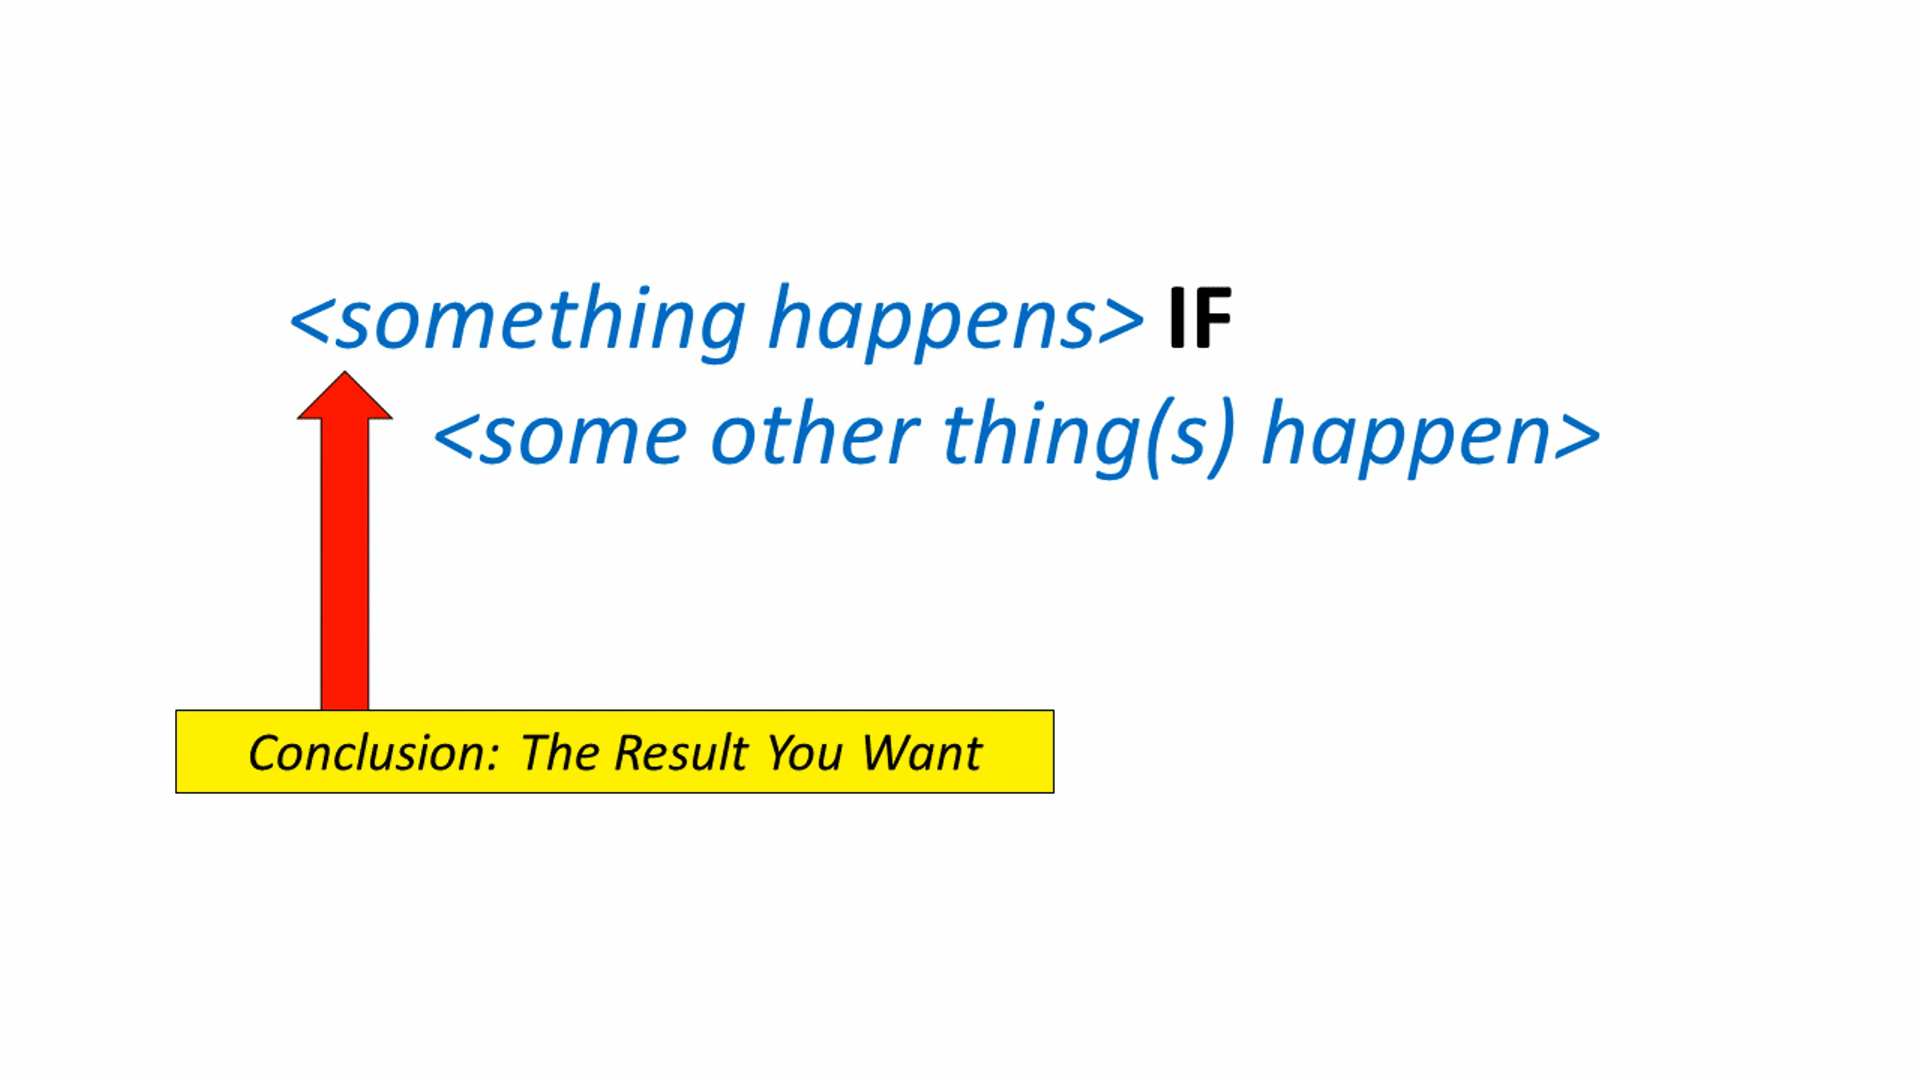 <something happens> IF
<some other thing(s) happen>
Conclusion: The Result You Want